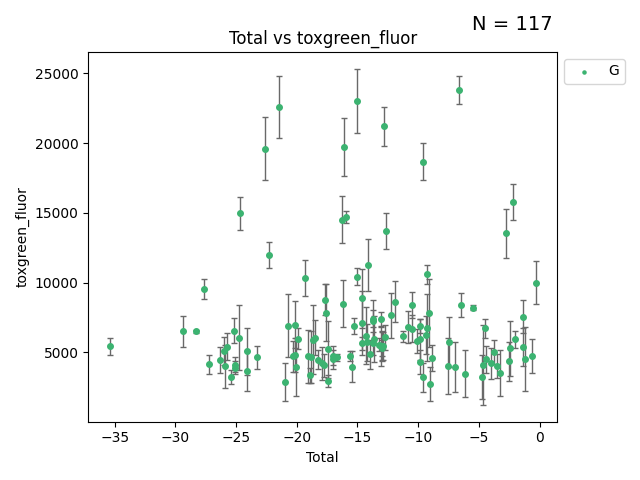 N = 117
Total vs toxgreen_fluor
G
toxgreen_fluor
25000
20000
15000
10000
5000
−35 −30 −25 −20 −15 −10 −5 0
Total